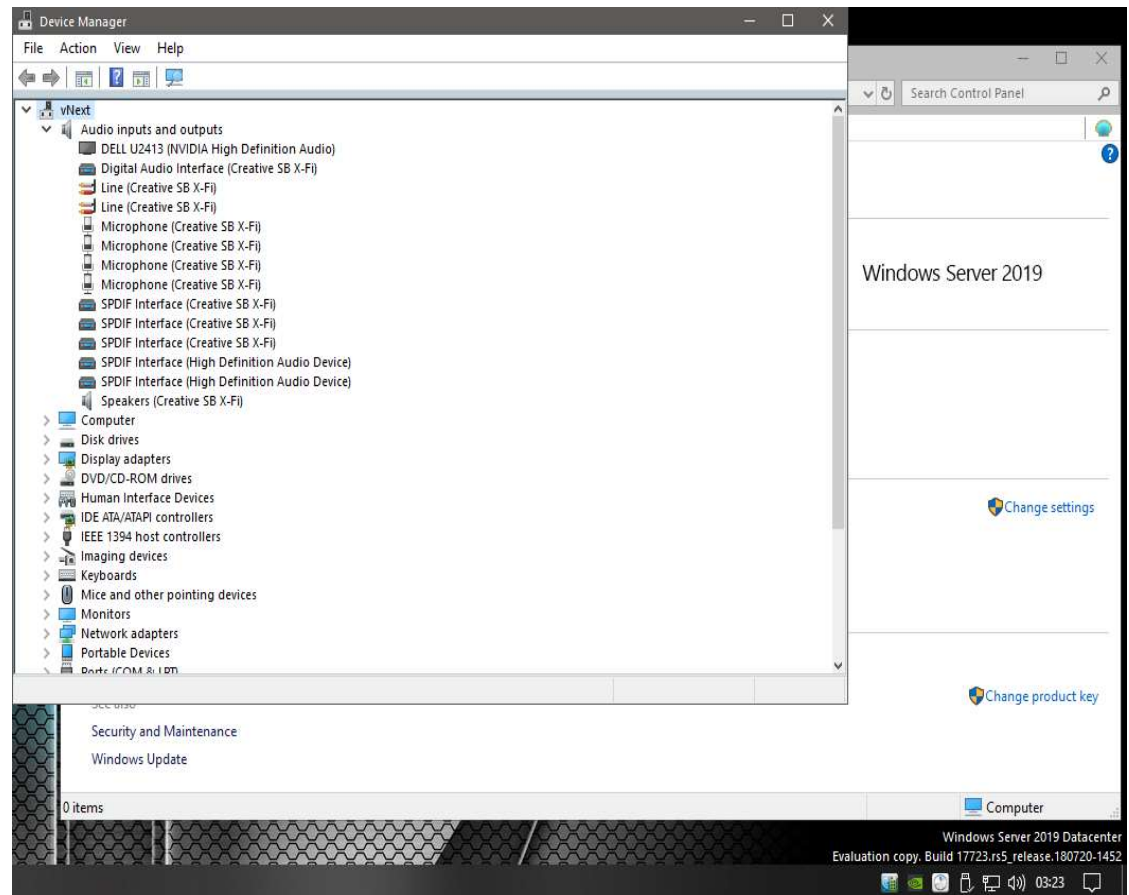 Device Manager
File Action View Help
Search Control Panel
vNext
Audio inputs and outputs
DELL U2413 (NVIDIA High Definition Audio)
Digital Audio Interface (Creative SB X-Fi)
Line (Creative SB X-Fi)
Line (Creative SB X-Fi)
Microphone (Creative SB X-Fi)
Microphone (Creative SB X-Fi)
Microphone (Creative SB X-Fi)
Microphone (Creative SB X-Fi)
SPDIF Interface (Creative SB X-Fi)
SPDIF Interface (Creative SB X-Fi)
SPDIF Interface (Creative SB X-Fi)
SPDIF Interface (High Definition Audio Device)
SPDIF Interface (High Definition Audio Device)
Speakers (Creative SB X-Fi)
Computer
Disk drives
Display adapters
DVD/CD-ROM drives
Human Interface Devices
IDE ATA/ATAPI controllers
IEEE 1394 host controllers
Imaging devices
Keyboards
Mice and other pointing devices
Monitors
Network adapters
Portable Devices
Ports (COM & LPT)
Windows Server 2019
Change settings
Change product key
See also
Security and Maintenance
Windows Update
0 items
Computer
Windows Server 2019 Datacenter
Evaluation copy. Build 17723.rs5_release.180720-1452
03:23